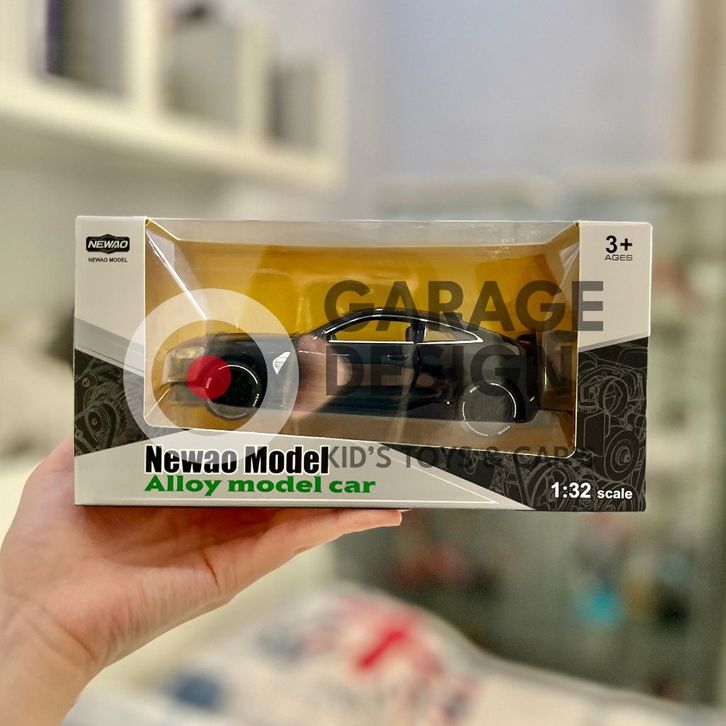 NEWAO
NEWAO MODEL
3+
AGES
GARAGE
DESIGN
KID'S TOYS & CARS
Newao Model
Alloy model car
1:32 scale